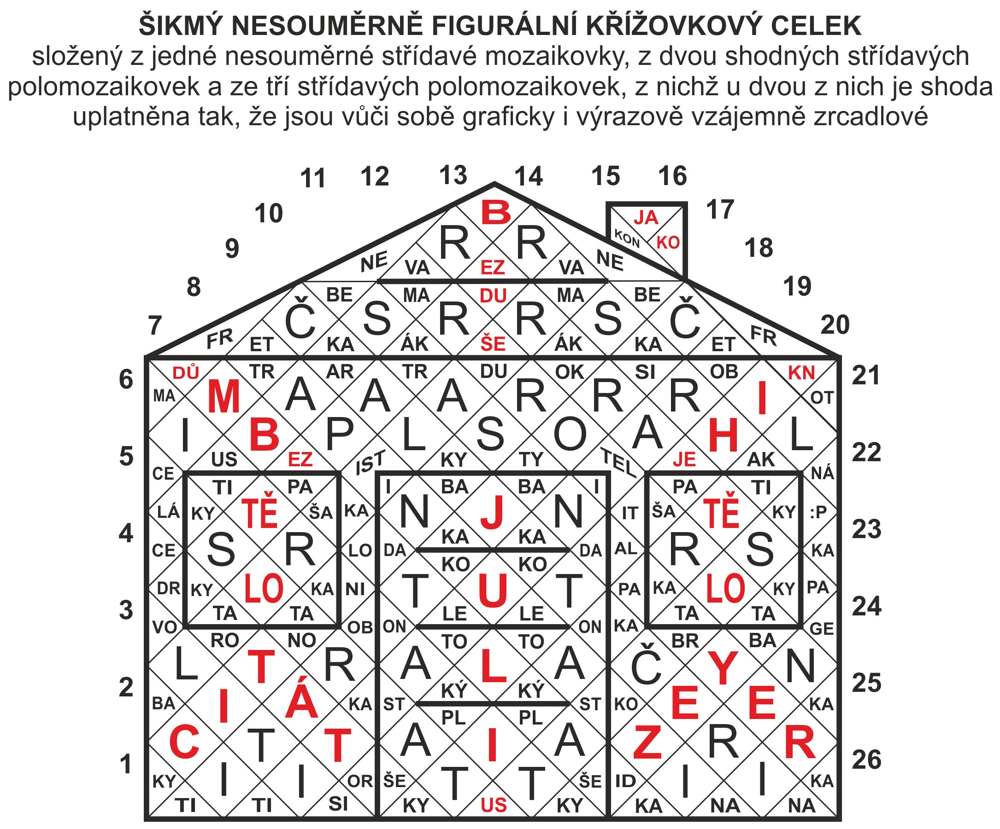 ŠIKMÝ NESOUMĚRNĚ FIGURÁLNÍ KŘÍŽOVKOVÝ CELEK
složený z jedné nesouměrné střídavé mozaikovky, z dvou shodných střídavých
polomozaikovek a ze tří střídavých polomozaikovek, z nichž u dvou z nich je shoda
uplatněna tak, že jsou vůči sobě graficky i výrazově vzájemně zrcadlové
11 12 13 14 15 16
10 B JA 17
9 R R KON KO 18
NE VA EZ VA NE
8 BE MA DU MA BE 19
7 Č S R R S Č 20
FR ET KA ÁK ŠE ÁK KA ET FR
6 DŮ TR AR TR DU OK SI OB KN 21
MA M A A A R R R I OT
I B P L S O A H L
5 US EZ IST KY TY TEL JE AK 22
CE TI PA I BA BA I PA TI NÁ
LÁ KY TĚ ŠA KA N J N IT ŠA TĚ KY :P
4 KA KA 23
CE S R LO DA DA AL R S KA
KO KO
DR KY LO KA NI T U T PA KA LO KY PA
3 TA TA LE LE TA TA 24
VO RO NO OB ON TO TO ON KA BR BA GE
L T R A L A Č Y N
2 KÝ KÝ 25
BA I Á KA ST PL PL ST KO E E KA
C T T A I A Z R R
1 26
KY I I OR ŠE T T ŠE ID I I KA
TI TI SI KY US KY KA NA NA